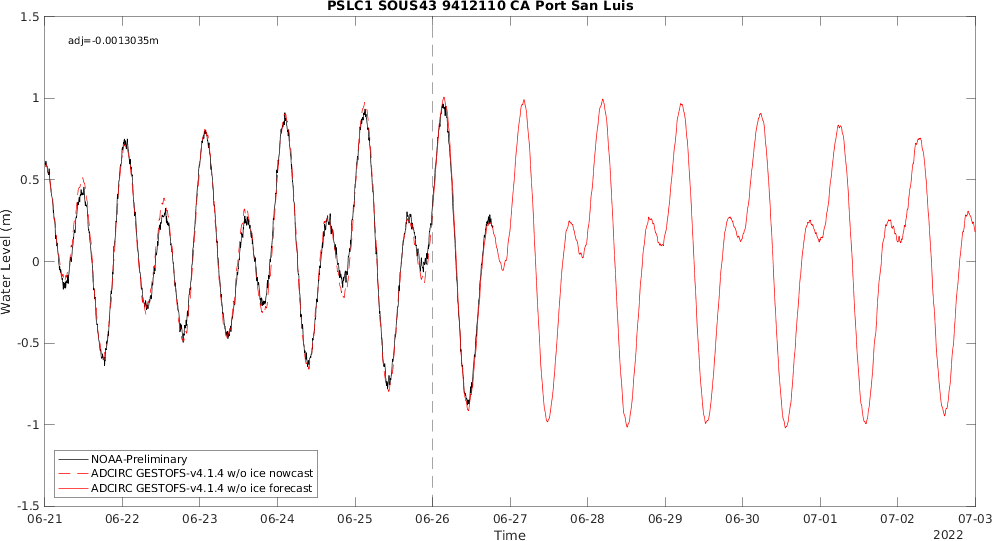 PSLC1 SOUS43 9412110 CA Port San Luis
adj=-0.0013035m
1.5
1
0.5
0
-0.5
-1
-1.5
Water Level (m)
NOAA-Preliminary
ADCIRC GESTOFS-v4.1.4 w/o ice nowcast
ADCIRC GESTOFS-v4.1.4 w/o ice forecast
06-21 06-22 06-23 06-24 06-25 06-26 06-27 06-28 06-29 06-30 07-01 07-02 07-03
Time
2022